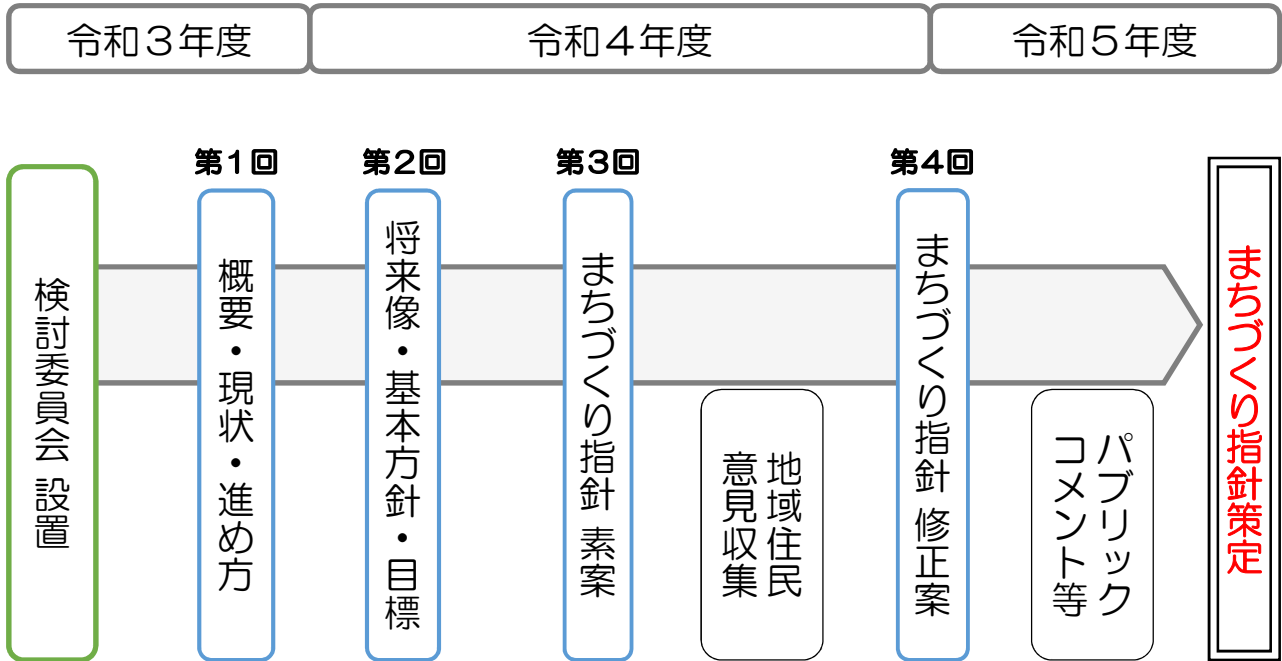 令和３年度
令和４年度
令和５年度
第１回
第２回
第３回
第４回
検討委員会 設置
概要・現状・進め方
将来像・基本方針・目標
まちづくり指針 素案
地域住民
意見収集
まちづくり指針 修正案
パブリック
コメント等
まちづくり指針策定